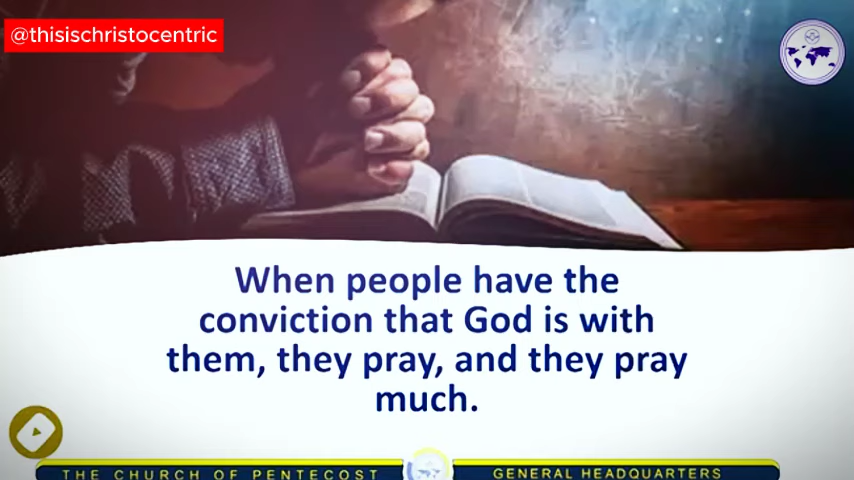 @thisischristocentric
When people have the
conviction that God is with
them, they pray, and they pray
much.
THE CHURCH OF PENTECOST
GENERAL HEADQUARTERS